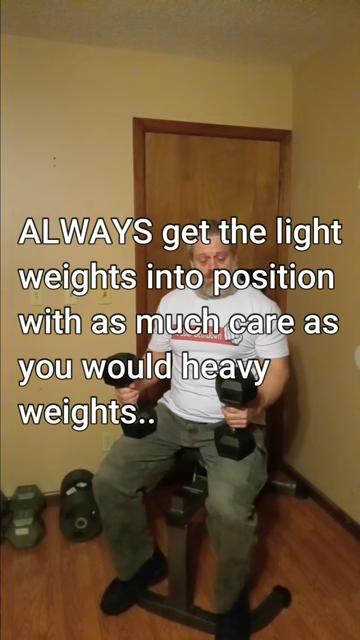 ALWAYS get the light
weights into position
with as much care as
you would heavy
weights..